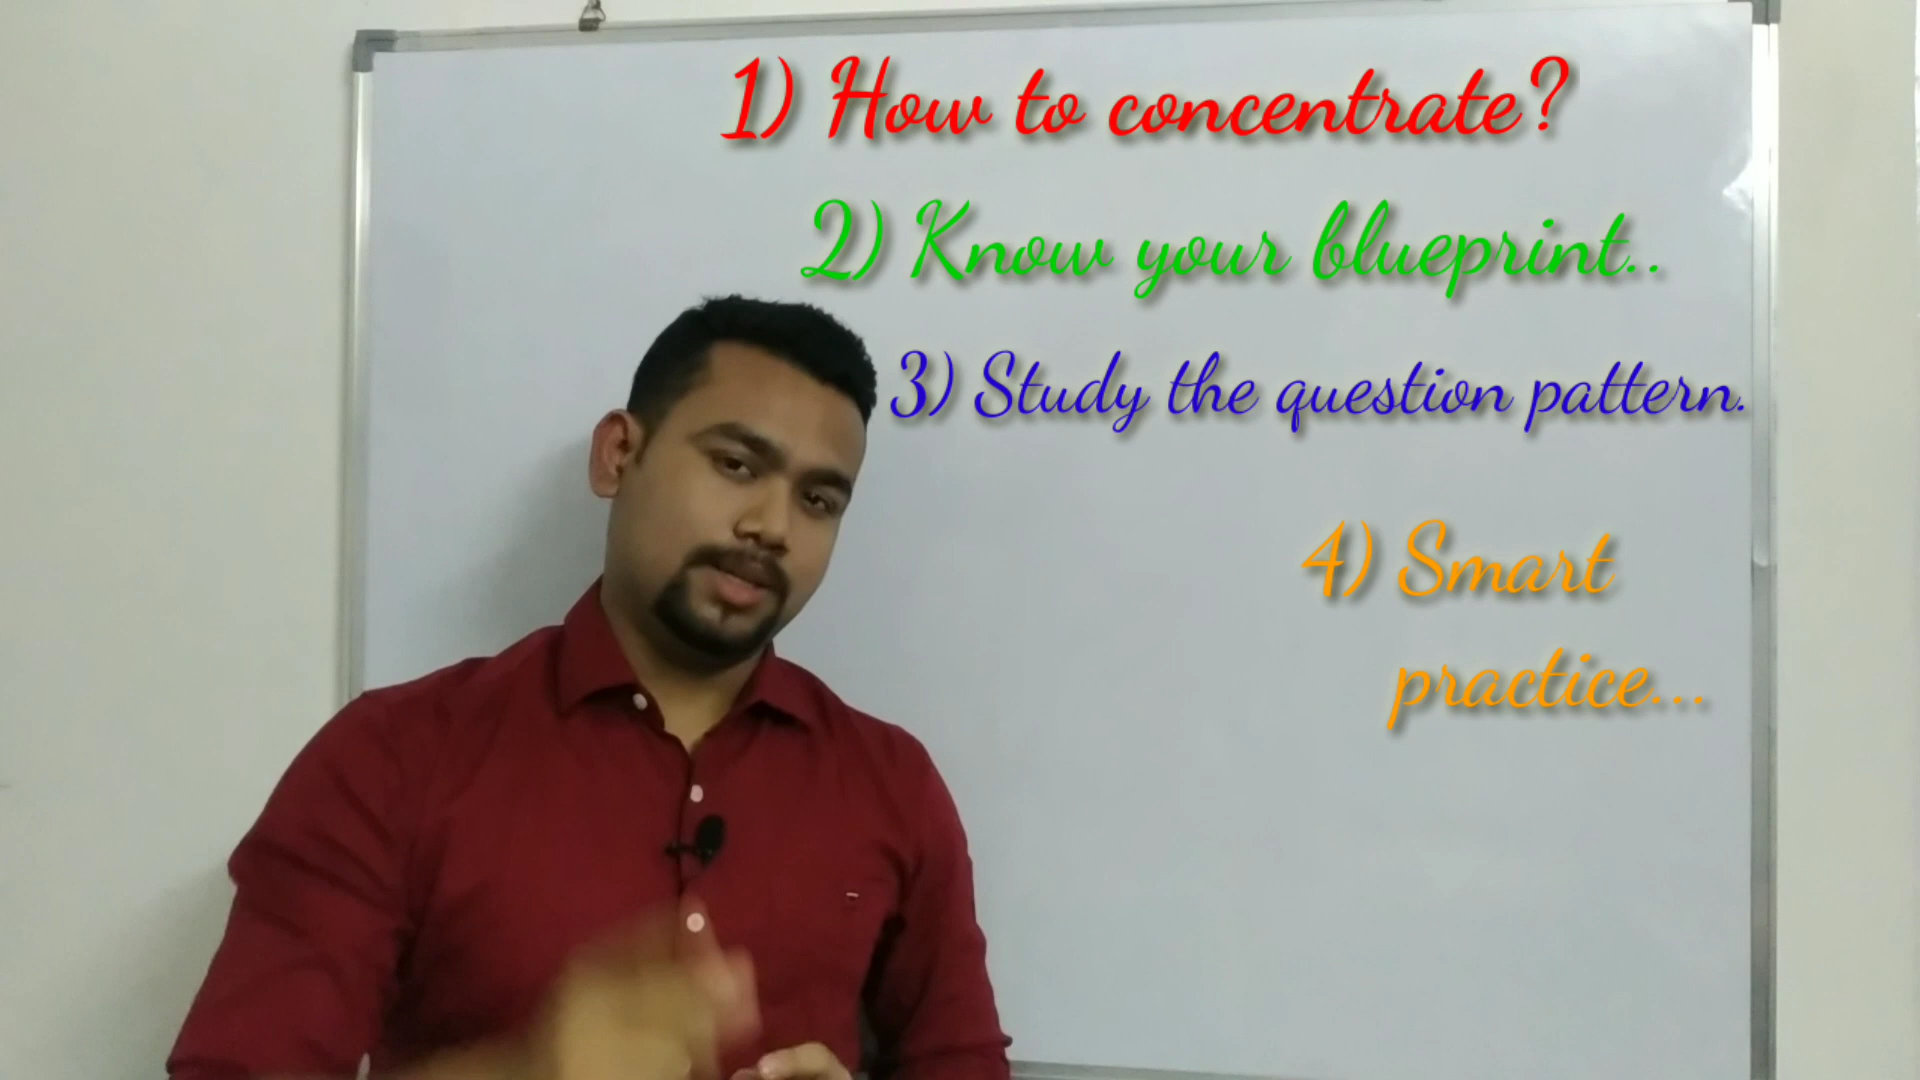 1) How to concentrate?
2) Know your blueprint..
3) Study the question pattern.
4) Smart
practice...